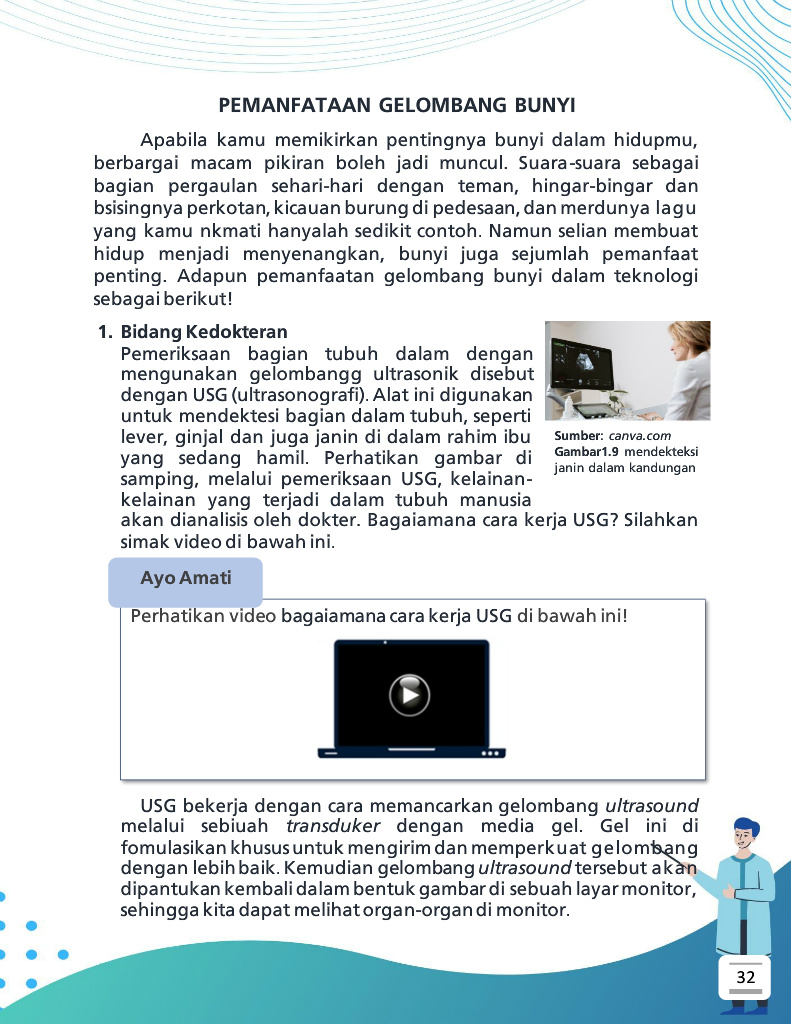 PEMANFATAAN GELOMBANG BUNYI
Apabila kamu memikirkan pentingnya bunyi dalam hidupmu,
berbargai macam pikiran boleh jadi muncul. Suara-suara sebagai
bagian pergaulan sehari-hari dengan teman, hingar-bingar dan
bsisingnya perkotan, kicauan burung di pedesaan, dan merdunya lagu
yang kamu nkmati hanyalah sedikit contoh. Namun selian membuat
hidup menjadi menyenangkan, bunyi juga sejumlah pemanfaat
penting. Adapun pemanfaatan gelombang bunyi dalam teknologi
sebagai berikut!
1. Bidang Kedokteran
Pemeriksaan bagian tubuh dalam dengan
mengunakan gelombangg ultrasonik disebut
dengan USG (ultrasonografi). Alat ini digunakan
untuk mendektesi bagian dalam tubuh, seperti
lever, ginjal dan juga janin di dalam rahim ibu
yang sedang hamil. Perhatikan gambar di
samping, melalui pemeriksaan USG, kelainan-
kelainan yang terjadi dalam tubuh manusia
akan dianalisis oleh dokter. Bagaiamana cara kerja USG? Silahkan
simak video di bawah ini.
Sumber: canva.com
Gambar1.9 mendekteksi
janin dalam kandungan
Ayo Amati
Perhatikan video bagaiamana cara kerja USG di bawah ini!
USG bekerja dengan cara memancarkan gelombang ultrasound
melalui sebiuah transduker dengan media gel. Gel ini di
fomulasikan khusus untuk mengirim dan memperkuat gelombang
dengan lebih baik. Kemudian gelombang ultrasound tersebut akan
dipantukan kembali dalam bentuk gambar di sebuah layar monitor,
sehingga kita dapat melihat organ-organ di monitor.
32